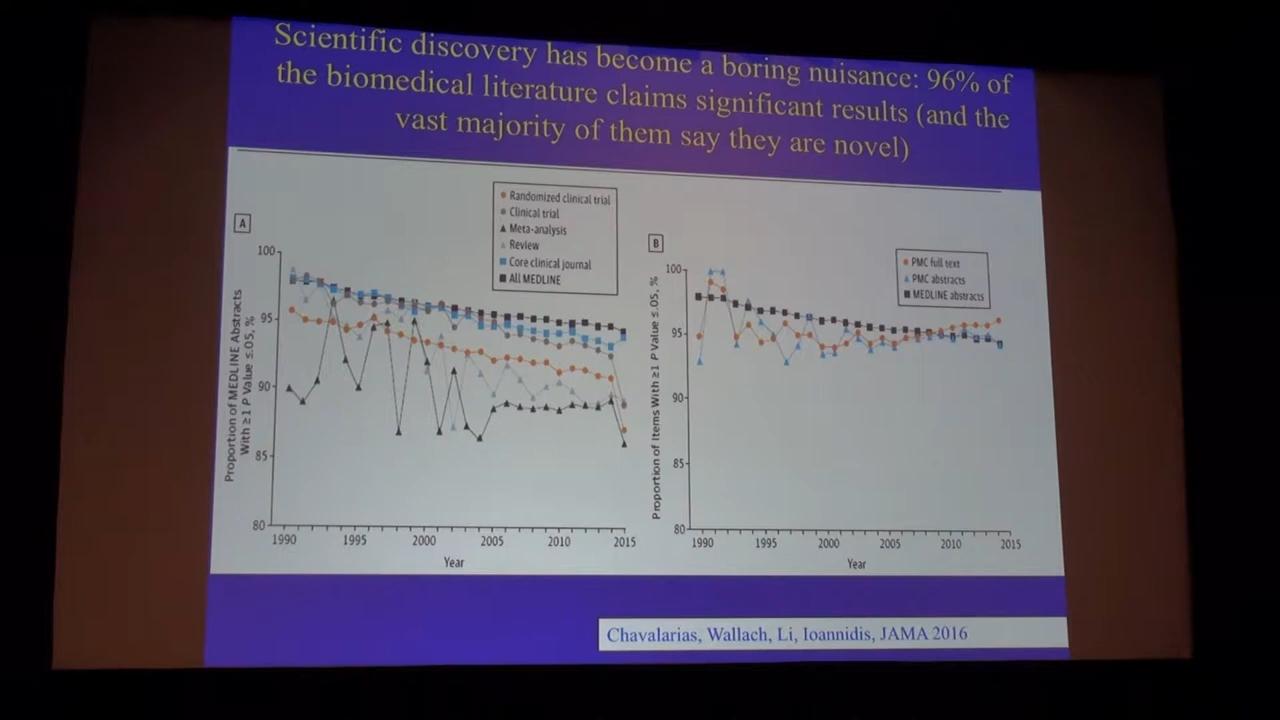 Scientific discovery has become a boring nuisance: 96% of
the biomedical literature claims significant results (and the
vast majority of them say they are novel)
A
Randomized clinical trial
Clinical trial
Meta-analysis
Review
Core clinical journal
All MEDLINE
Proportion of MEDLINE Abstracts
With ≥1 P Value ≤.05, %
100
95
90
85
80
1990 1995 2000 2005 2010 2015
Year
B
PMC full text
PMC abstracts
MEDLINE abstracts
Proportion of Items With ≥1 P Value ≤.05, %
100
95
90
85
80
1990 1995 2000 2005 2010 2015
Year
Chavalarias, Wallach, Li, Ioannidis, JAMA 2016